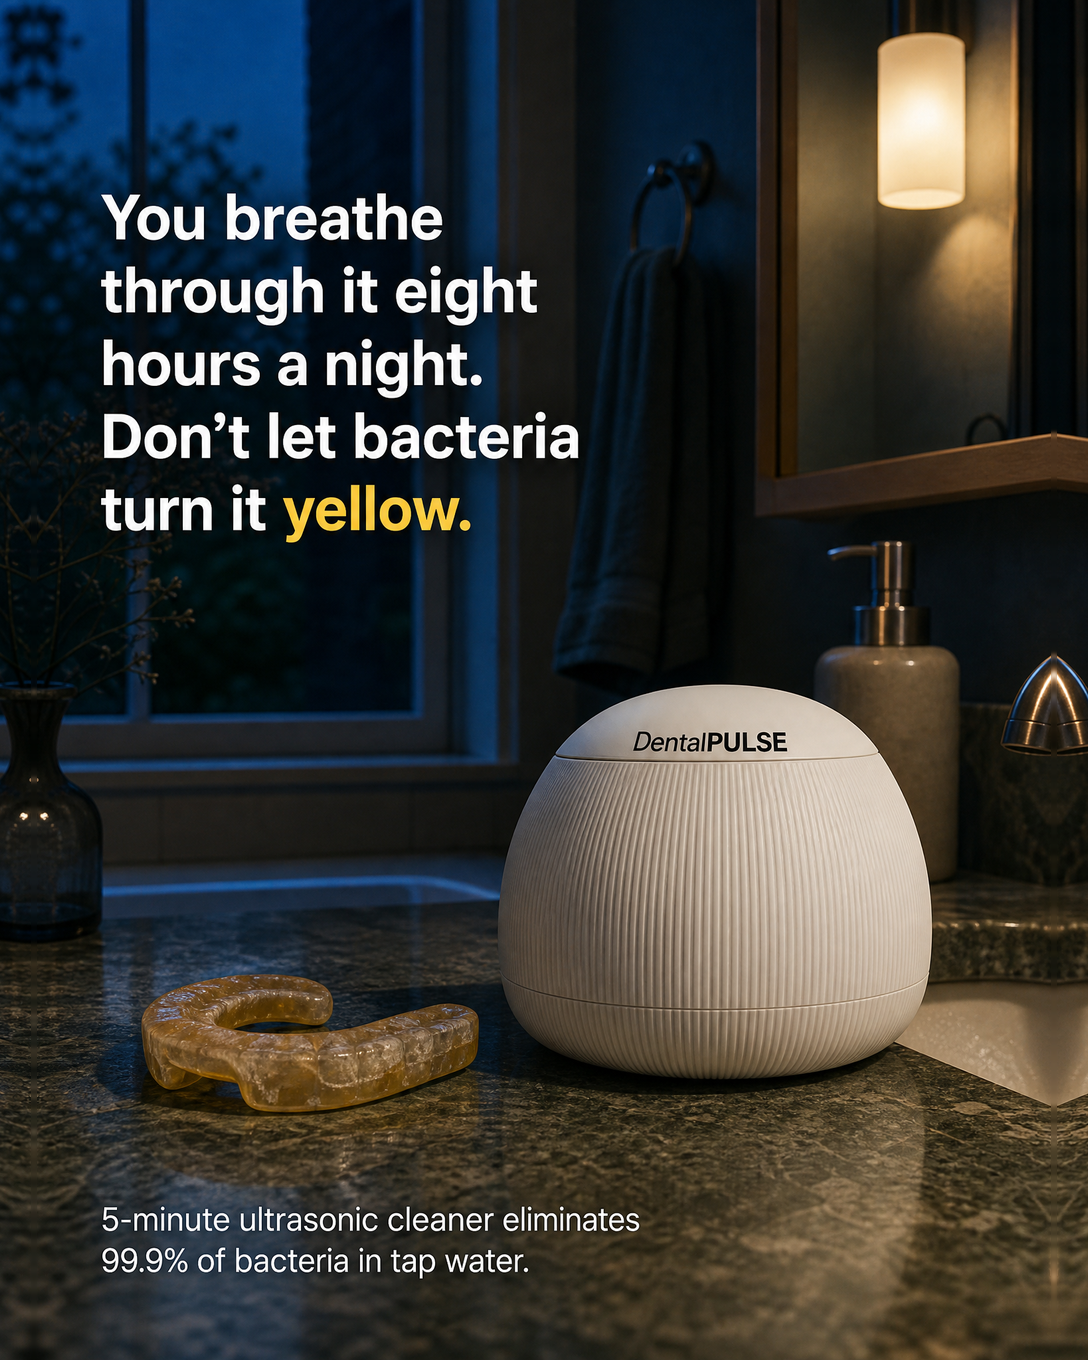 You breathe
through it eight
hours a night.
Don’t let bacteria
turn it yellow.
DentalPULSE
5-minute ultrasonic cleaner eliminates
99.9% of bacteria in tap water.